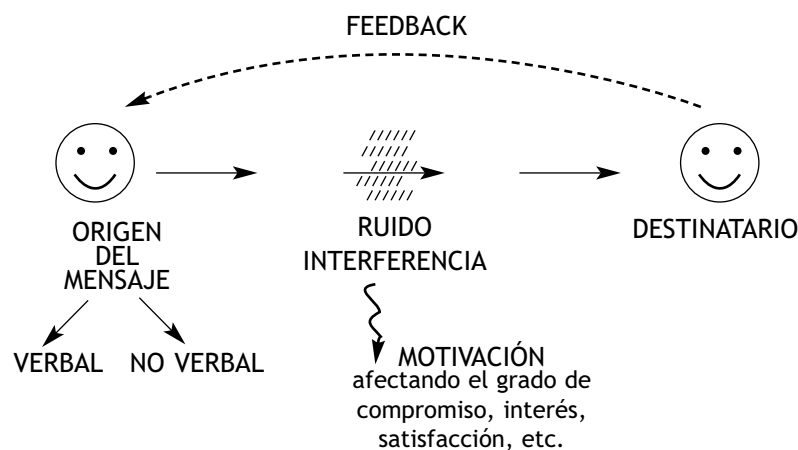 FEEDBACK
ORIGEN
DEL
MENSAJE
VERBAL
NO VERBAL
RUIDO
INTERFERENCIA
MOTIVACIÓN
afectando el grado de
compromiso, interés,
satisfacción, etc.
DESTINATARIO